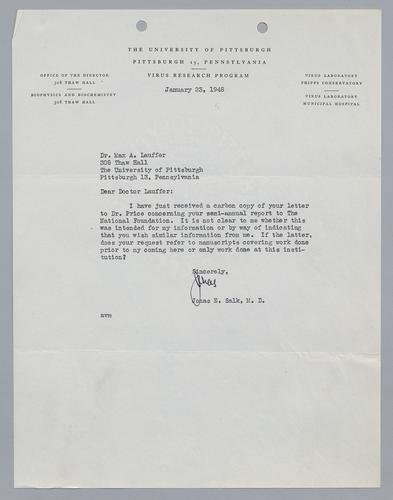 THE UNIVERSITY OF PITTSBURGH
PITTSBURGH 13, PENNSYLVANIA
VIRUS RESEARCH PROGRAM
OFFICE OF THE DIRECTOR
308 THAW HALL
BIOPHYSICS AND BIOCHEMISTRY
308 THAW HALL
VIRUS LABORATORY
PHIPPS CONSERVATORY
VIRUS LABORATORY
MUNICIPAL HOSPITAL
January 23, 1948
Dr. Max A. Lauffer
308 Thaw Hall
The University of Pittsburgh
Pittsburgh 13, Pennsylvania
Dear Doctor Lauffer:
I have just received a carbon copy of your letter
to Dr. Price concerning your semi-annual report to The
National Foundation. It is not clear to me whether this
was intended for my information or by way of indicating
that you wish similar information from me. If the latter,
does your request refer to manuscripts covering work done
prior to my coming here or only work done at this insti-
tution?
Sincerely,
Jonas
Jonas E. Salk, M. D.
mvm